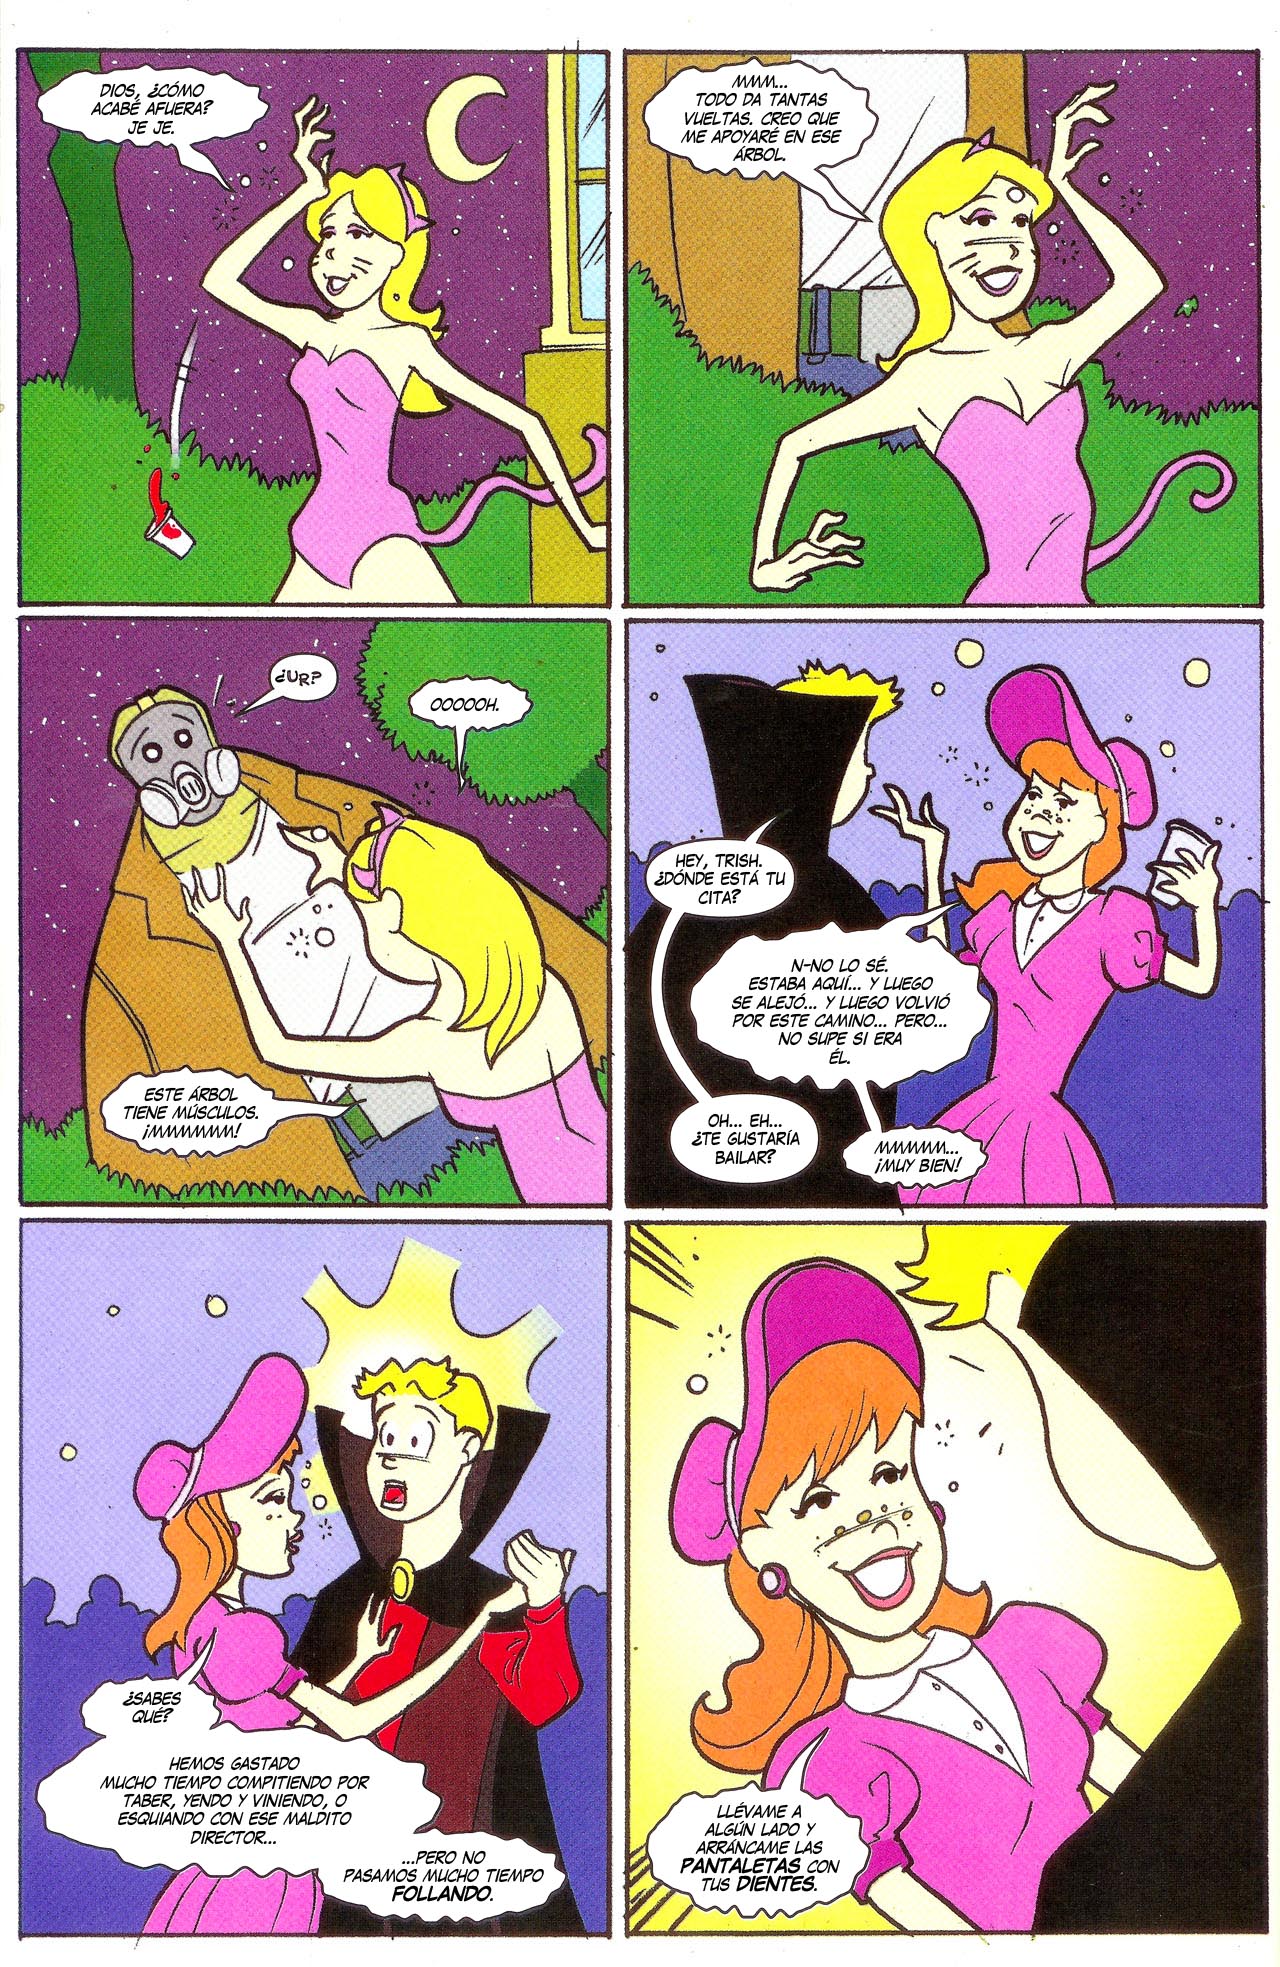 DIOS, ¿CÓMO
ACABÉ AFUERA?
JE JE.
MMM...
TODO DA TANTAS
VUELTAS. CREO QUE
ME APOYARÉ EN ESE
ÁRBOL.
¿UR?
OOOOOH.
ESTE ÁRBOL
TIENE MÚSCULOS.
¡MMMMMM!
HEY, TRISH.
¿DÓNDE ESTÁ TU
CITA?
N-NO LO SÉ.
ESTABA AQUÍ... Y LUEGO
SE ALEJÓ... Y LUEGO VOLVIÓ
POR ESTE CAMINO... PERO...
NO SUPE SI ERA
ÉL.
OH... EH...
¿TE GUSTARÍA
BAILAR?
MMMMM...
¡MUY BIEN!
¿SABES
QUÉ?
HEMOS GASTADO
MUCHO TIEMPO COMPITIENDO POR
TABER, YENDO Y VINIENDO, O
ESQUIANDO CON ESE MALDITO
DIRECTOR...
...PERO NO
PASAMOS MUCHO TIEMPO
FOLLANDO.
LLÉVAME A
ALGÚN LADO Y
ARRÁNCAME LAS
PANTALETAS CON
TUS DIENTES.